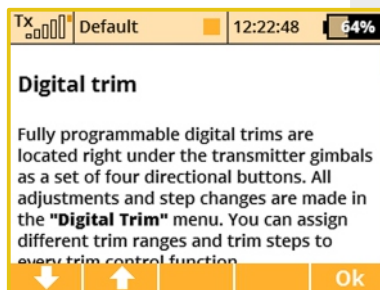 Tx Default 12:22:48 64%
Digital trim
Fully programmable digital trims are
located right under the transmitter gimbals
as a set of four directional buttons. All
adjustments and step changes are made in
the "Digital Trim" menu. You can assign
different trim ranges and trim steps to
every trim control function.
Ok